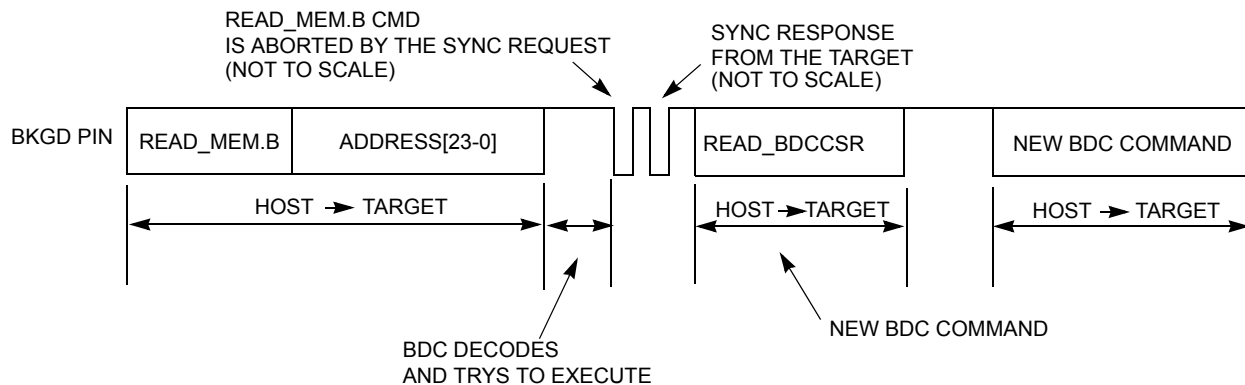 READ_MEM.B CMD
IS ABORTED BY THE SYNC REQUEST
(NOT TO SCALE)
SYNC RESPONSE
FROM THE TARGET
(NOT TO SCALE)
BKGD PIN
READ_MEM.B
ADDRESS[23-0]
READ_BDCCSR
NEW BDC COMMAND
HOST TARGET
HOST TARGET
HOST TARGET
BDC DECODES
AND TRYS TO EXECUTE
NEW BDC COMMAND